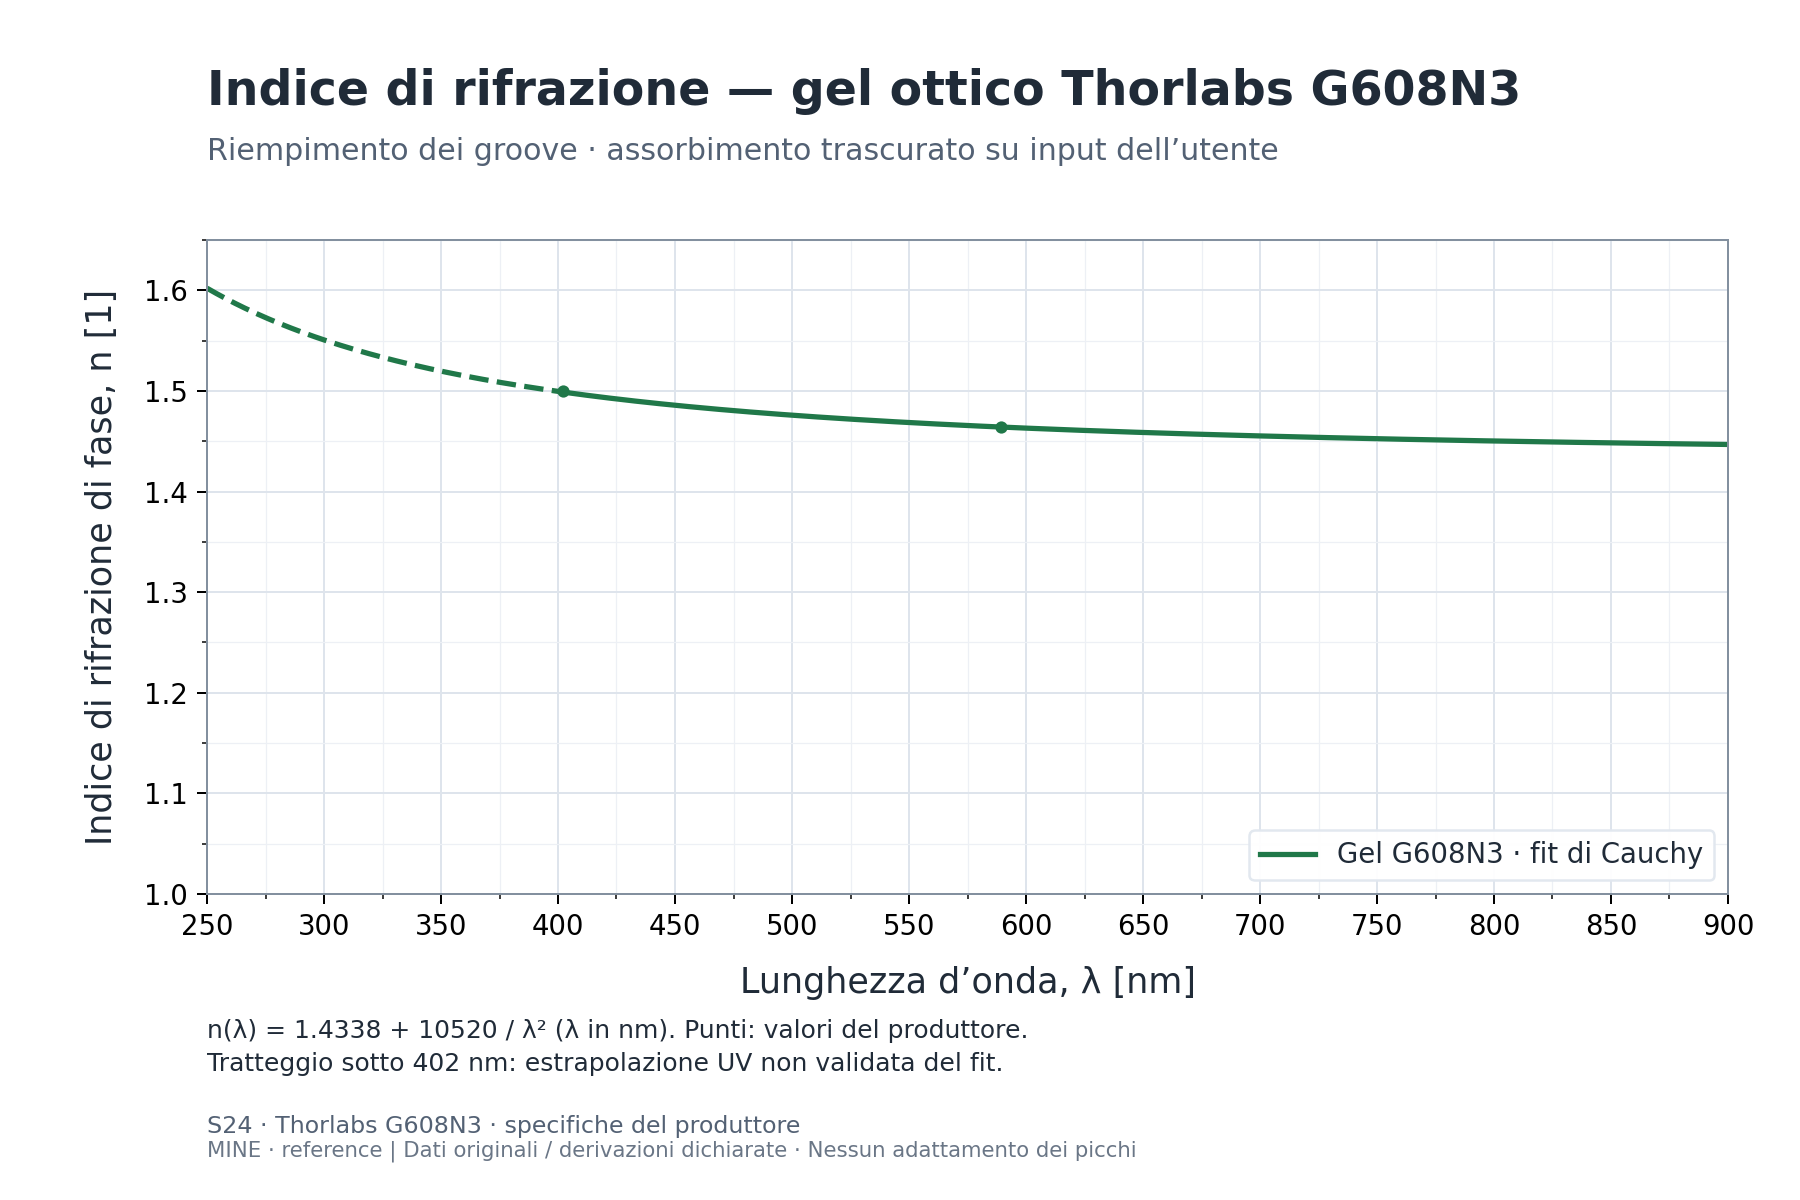 Indice di rifrazione — gel ottico Thorlabs G608N3
Riempimento dei groove · assorbimento trascurato su input dell’utente
Indice di rifrazione di fase, n [1]
1.6
1.5
1.4
1.3
1.2
1.1
1.0
Gel G608N3 · fit di Cauchy
250 300 350 400 450 500 550 600 650 700 750 800 850 900
Lunghezza d’onda, λ [nm]
n(λ) = 1.4338 + 10520 / λ² (λ in nm). Punti: valori del produttore.
Tratteggio sotto 402 nm: estrapolazione UV non validata del fit.
S24 · Thorlabs G608N3 · specifiche del produttore
MINE · reference | Dati originali / derivazioni dichiarate · Nessun adattamento dei picchi